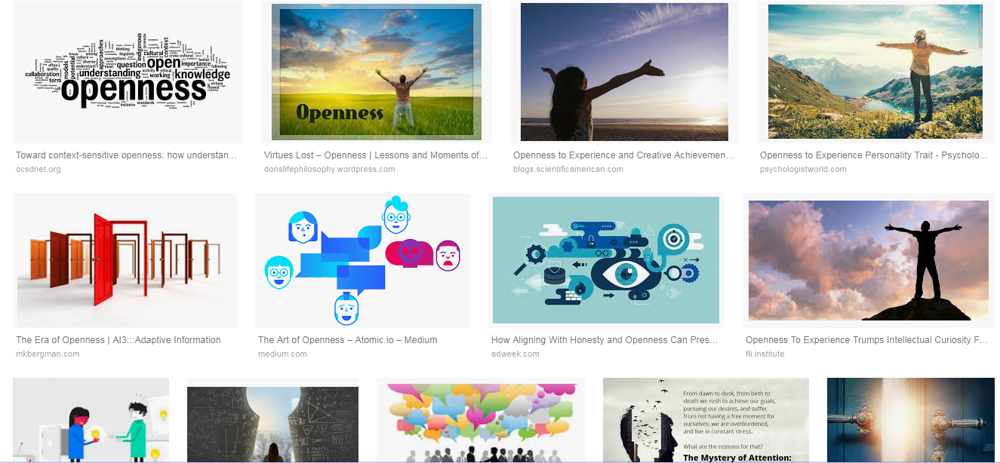 openness
open
knowledge
understanding
question
importance
working
collaboration
cultural
context
indigenous
approaches
models
potential
term
Openness
Toward context-sensitive openness: how understan...
ocsdnet.org
Virtues Lost – Openness | Lessons and Moments of...
donslifephilosophy.wordpress.com
Openness to Experience and Creative Achievemen...
blogs.scientificamerican.com
Openness to Experience Personality Trait - Psycholo...
psychologistworld.com
The Era of Openness | AI3:::Adaptive Information
mkbergman.com
The Art of Openness – Atomic.io – Medium
medium.com
How Aligning With Honesty and Openness Can Pres...
adweek.com
Openness To Experience Trumps Intellectual Curiosity F...
fli.institute
From dawn to dusk, from birth to
death we rush to achieve our goals,
pursuing our desires, and suffer
from not having a free moment for
ourselves, we are overburdened,
and live in constant stress.
What are the reasons for that?
The Mystery of Attention: